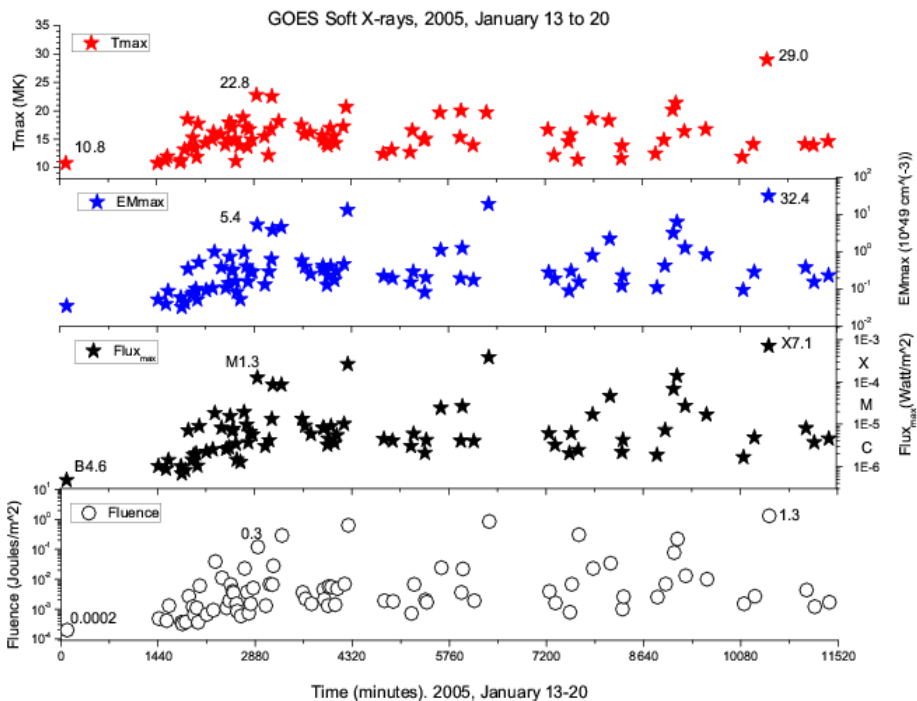 GOES Soft X-rays, 2005, January 13 to 20
35
30
25
20
15
10
Tmax (MK)
Tmax
10.8
22.8
29.0
EMmax
5.4
32.4
10^2
10^1
10^0
10^-1
10^-2
EMmax (10^49 cm^(-3))
Flux_max
B4.6
M1.3
X7.1
1E-3
X
1E-4
M
1E-5
C
1E-6
Flux_max(Watt/m^2)
10^1
10^0
10^-1
10^-2
10^-3
Fluence (Joules/m^2)
Fluence
0.0002
0.3
1.3
0 1440 2880 4320 5760 7200 8640 10080 11520
Time (minutes). 2005, January 13-20